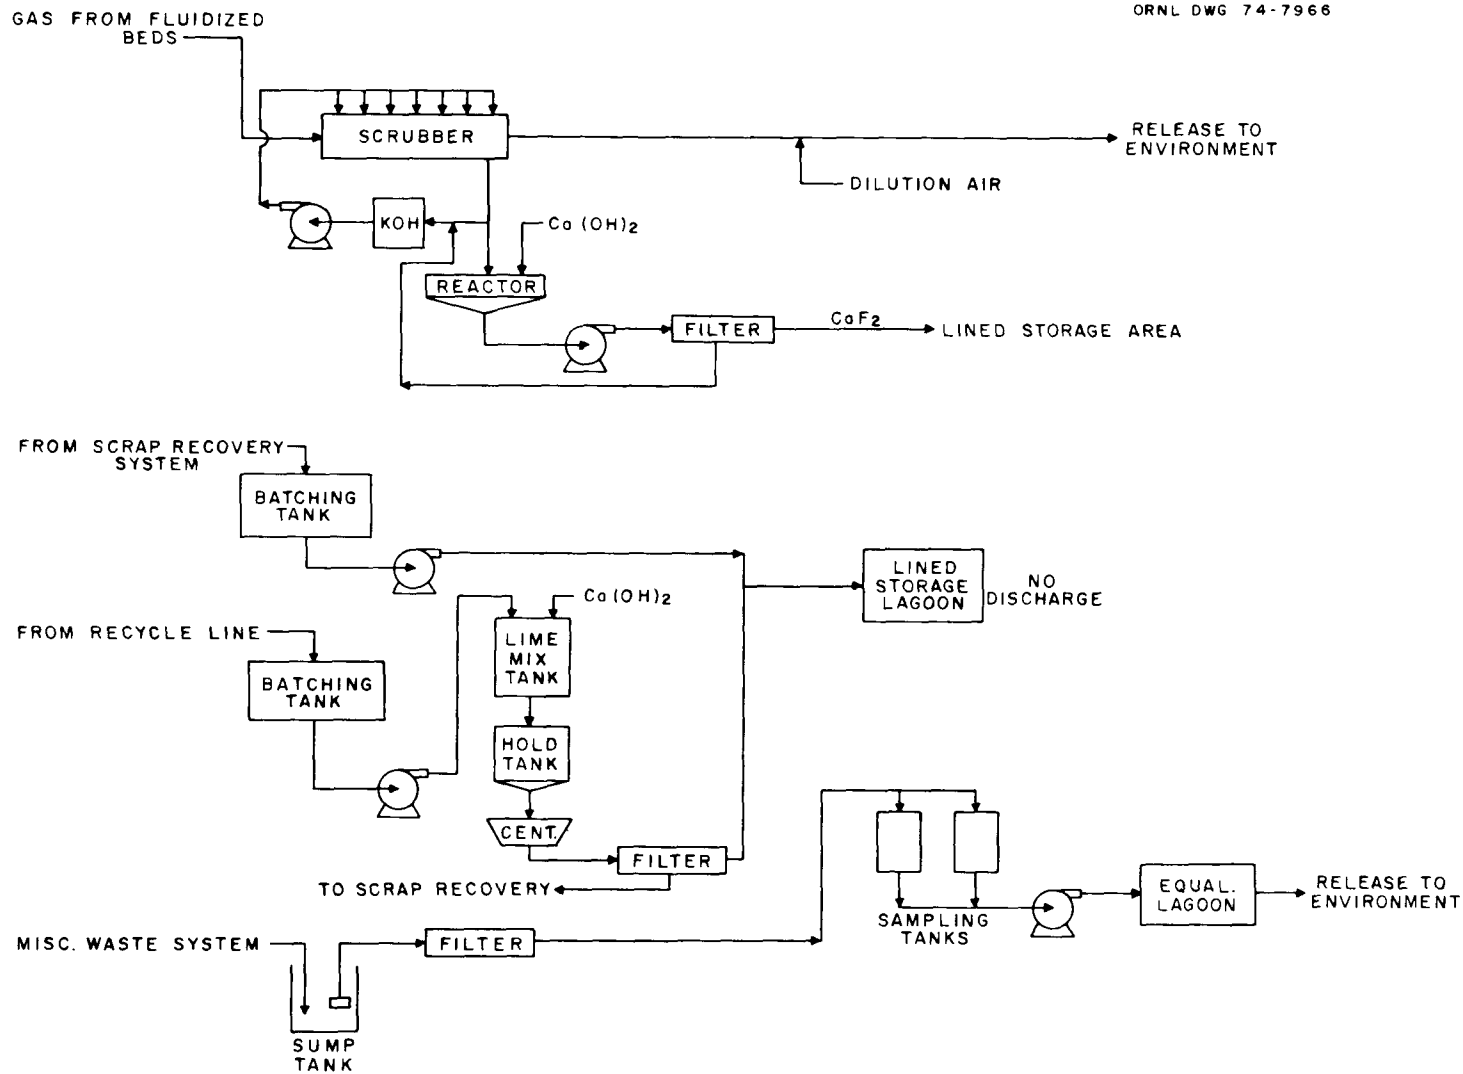 ORNL DWG 74-7966
GAS FROM FLUIDIZED
BEDS
SCRUBBER
RELEASE TO
ENVIRONMENT
DILUTION AIR
KOH
Ca (OH)2
REACTOR
FILTER
CaF2
LINED STORAGE AREA
FROM SCRAP RECOVERY
SYSTEM
BATCHING
TANK
LINED
STORAGE
LAGOON
NO
DISCHARGE
Ca (OH)2
FROM RECYCLE LINE
LIME
MIX
TANK
BATCHING
TANK
HOLD
TANK
CENT.
FILTER
TO SCRAP RECOVERY
EQUAL.
LAGOON
RELEASE TO
ENVIRONMENT
SAMPLING
TANKS
MISC. WASTE SYSTEM
FILTER
SUMP
TANK